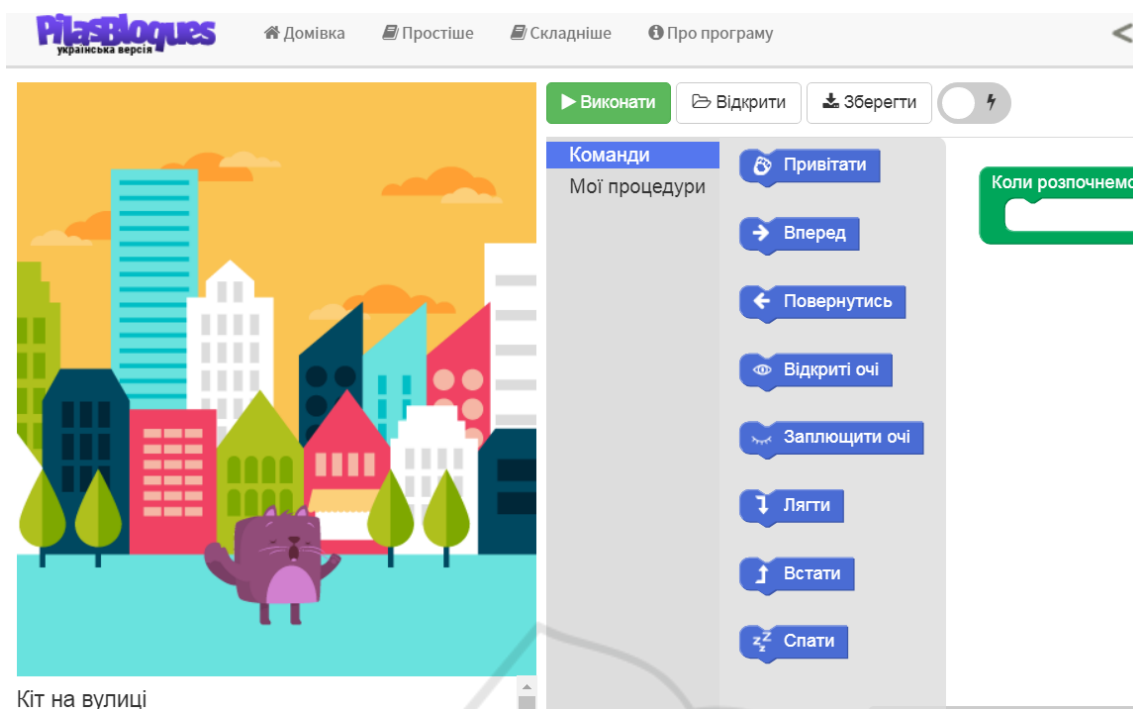 PilasBloques
українська версія
Домівка Простіше Складніше Про програму
Виконати Відкрити Зберегти
Команди
Мої процедури
Привітати
Вперед
Повернутись
Відкриті очі
Заплющити очі
Лягти
Встати
z Z z Спати
Коли розпочнемо
Кіт на вулиці